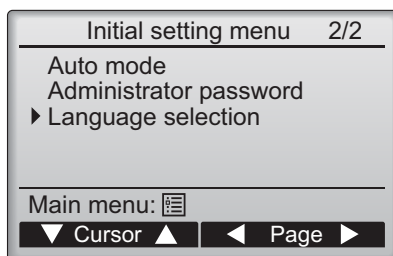 Initial setting menu 2/2
Auto mode
Administrator password
Language selection
Main menu:
Cursor Page